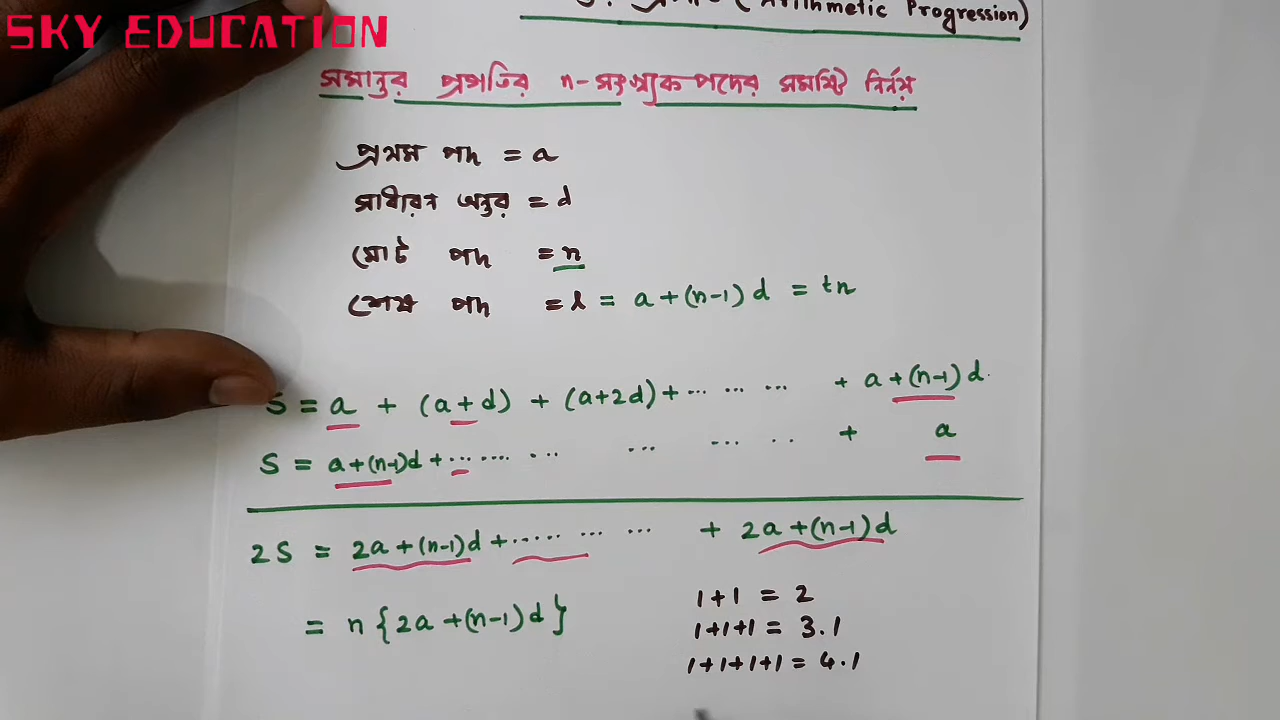 SKY EDUCATION
(Arithmetic Progression)
সমান্তর প্রগতির n-সংখ্যক পদের সমষ্টি নির্নয়
প্রথম পদ = a
সাধারন অন্তর = d
মোট পদ = n
শেষ পদ = l = a+(n-1)d = tn
S = a + (a+d) + (a+2d)+... ... ... + a+(n-1)d.
S = a+(n-1)d+... .... ... ... ... .. + a
2S = 2a+(n-1)d+..... ... ... + 2a+(n-1)d
= n{2a+(n-1)d}
1+1 = 2
1+1+1 = 3.1
1+1+1+1 = 4.1